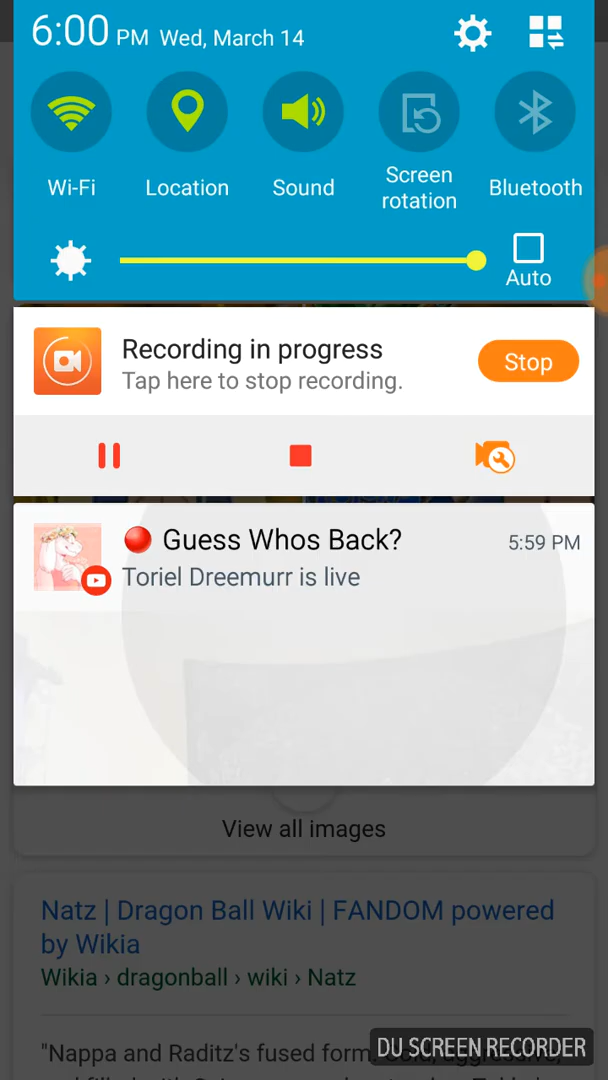 6:00 PM Wed, March 14
Wi-Fi
Location
Sound
Screen
rotation
Bluetooth
Auto
Recording in progress
Tap here to stop recording.
Stop
Guess Whos Back?
5:59 PM
Toriel Dreemurr is live
View all images
Natz | Dragon Ball Wiki | FANDOM powered
by Wikia
Wikia › dragonball › wiki › Natz
"Nappa and Raditz's fused form. Cold, aggressive,
DU SCREEN RECORDER